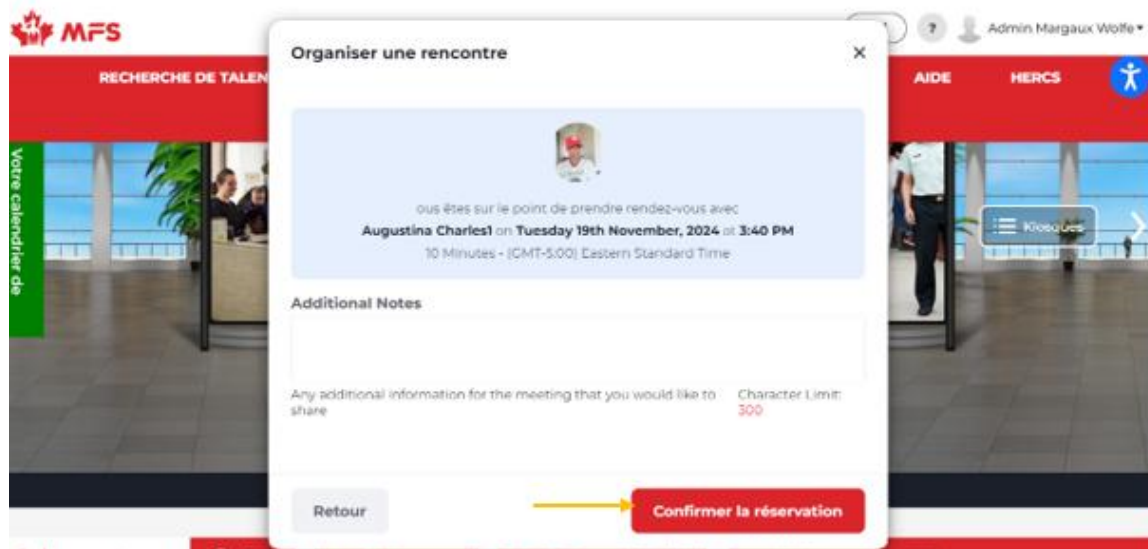 MFS
?
Admin Margaux Wolfe
RECHERCHE DE TALEN
AIDE
HERCS
Votre calendrier de
Kiosques
Organiser une rencontre
×
ous êtes sur le point de prendre rendez-vous avec
Augustina Charles1 on Tuesday 19th November, 2024 at 3:40 PM
10 Minutes - (GMT-5:00) Eastern Standard Time
Additional Notes
Any additional information for the meeting that you would like to
share
Character Limit:
300
Retour
Confirmer la réservation